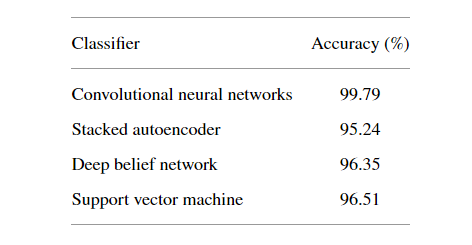 Classifier Accuracy (%)
Convolutional neural networks 99.79
Stacked autoencoder 95.24
Deep belief network 96.35
Support vector machine 96.51